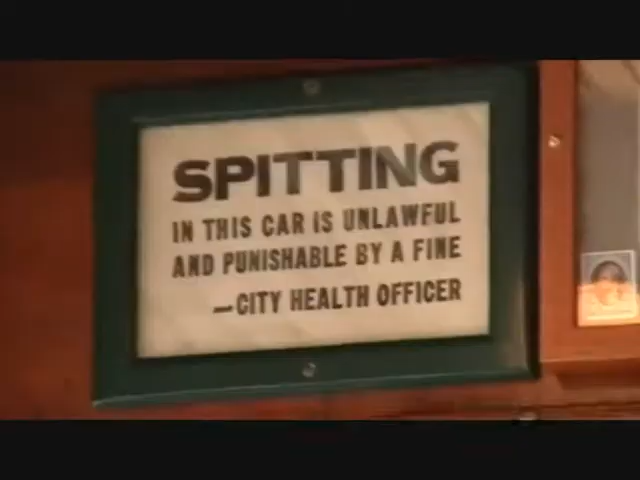 SPITTING
IN THIS CAR IS UNLAWFUL
AND PUNISHABLE BY A FINE
—CITY HEALTH OFFICER